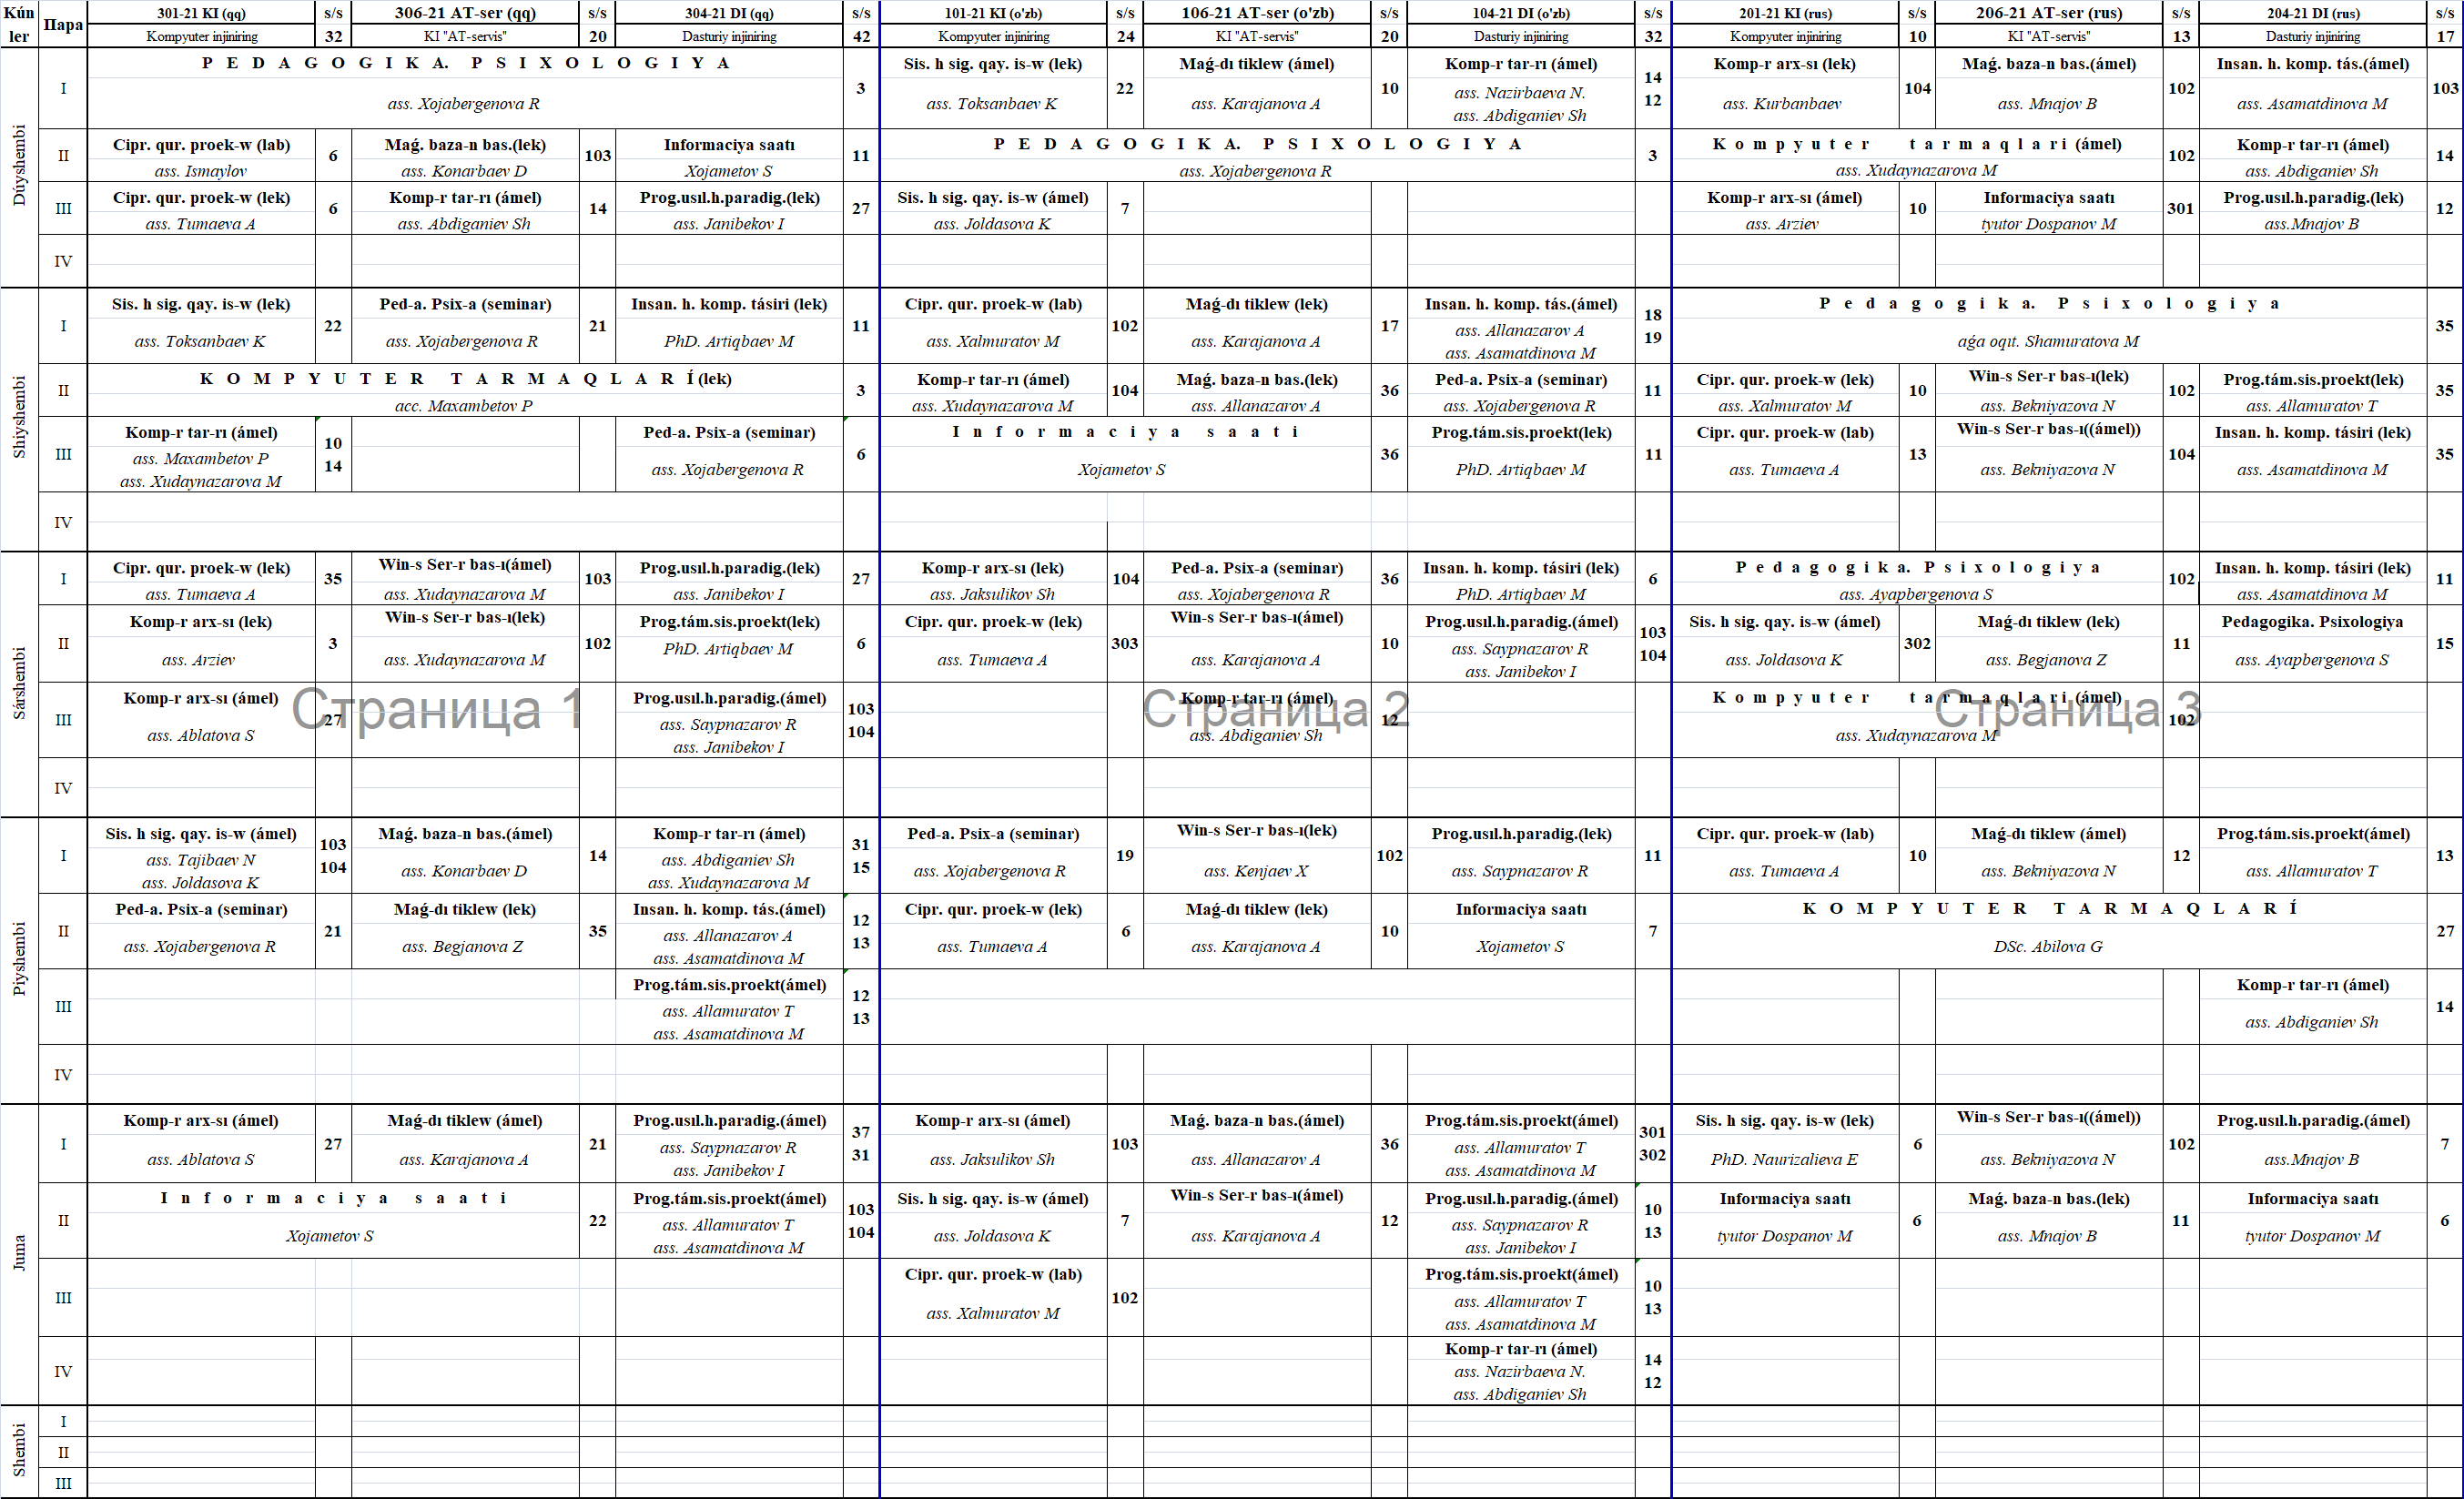 Kún ler | Пара | 301-21 KI (qq) | s/s | 306-21 AT-ser (qq) | s/s | 304-21 DI (qq) | s/s | 101-21 KI (o'zb) | s/s | 106-21 AT-ser (o'zb) | s/s | 104-21 DI (o'zb) | s/s | 201-21 KI (rus) | s/s | 206-21 AT-ser (rus) | s/s | 204-21 DI (rus) | s/s
Kompyuter injiniring | 32 | KI "AT-servis" | 20 | Dasturiy injiniring | 42 | Kompyuter injiniring | 24 | KI "AT-servis" | 20 | Dasturiy injiniring | 32 | Kompyuter injiniring | 10 | KI "AT-servis" | 13 | Dasturiy injiniring | 17
Dúyshembi
I | PEDAGOGIKA. PSIXOLOGIYA | 3 | Sis. h sig. qay. is-w (lek) | 22 | Maǵ-dı tiklew (ámel) | 10 | Komp-r tar-rı (ámel) | 14 12 | Komp-r arx-sı (lek) | 104 | Maǵ. baza-n bas.(ámel) | 102 | Insan. h. komp. tás.(ámel) | 103
ass. Xojabergenova R | ass. Toksanbaev K | ass. Karajanova A | ass. Nazirbaeva N. ass. Abdiganiev Sh | ass. Kurbanbaev | ass. Mnajov B | ass. Asamatdinova M
II | Cipr. qur. proek-w (lab) | 6 | Maǵ. baza-n bas.(lek) | 103 | Informaciya saatı | 11 | PEDAGOGIKA. PSIXOLOGIYA | 3 | Kompyuter tarmaqlari (ámel) | 102 | Komp-r tar-rı (ámel) | 14
ass. Ismaylov | ass. Konarbaev D | Xojametov S | ass. Xojabergenova R | ass. Xudaynazarova M | ass. Abdiganiev Sh
III | Cipr. qur. proek-w (lek) | 6 | Komp-r tar-rı (ámel) | 14 | Prog.usıl.h.paradig.(lek) | 27 | Sis. h sig. qay. is-w (ámel) | 7 | Komp-r arx-sı (ámel) | 10 | Informaciya saatı | 301 | Prog.usıl.h.paradig.(lek) | 12
ass. Tumaeva A | ass. Abdiganiev Sh | ass. Janibekov I | ass. Joldasova K | ass. Arziev | tyutor Dospanov M | ass.Mnajov B
IV
Shiyshembi
I | Sis. h sig. qay. is-w (lek) | 22 | Ped-a. Psix-a (seminar) | 21 | Insan. h. komp. tásiri (lek) | 11 | Cipr. qur. proek-w (lab) | 102 | Maǵ-dı tiklew (lek) | 17 | Insan. h. komp. tás.(ámel) | 18 19 | Pedagogika. Psixologiya | 35
ass. Toksanbaev K | ass. Xojabergenova R | PhD. Artiqbaev M | ass. Xalmuratov M | ass. Karajanova A | ass. Allanazarov A ass. Asamatdinova M | aǵa oqıt. Shamuratova M
II | KOMPYUTER TARMAQLARÍ (lek) | 3 | Komp-r tar-rı (ámel) | 104 | Maǵ. baza-n bas.(lek) | 36 | Ped-a. Psix-a (seminar) | 11 | Cipr. qur. proek-w (lek) | 10 | Win-s Ser-r bas-ı(lek) | 102 | Prog.tám.sis.proekt(lek) | 35
acc. Maxambetov P | ass. Xudaynazarova M | ass. Allanazarov A | ass. Xojabergenova R | ass. Xalmuratov M | ass. Bekniyazova N | ass. Allamuratov T
III | Komp-r tar-rı (ámel) | 10 14 | Ped-a. Psix-a (seminar) | 6 | Informaciya saati | 36 | Prog.tám.sis.proekt(lek) | 11 | Cipr. qur. proek-w (lab) | 13 | Win-s Ser-r bas-ı((ámel)) | 104 | Insan. h. komp. tásiri (lek) | 35
ass. Maxambetov P ass. Xudaynazarova M | ass. Xojabergenova R | Xojametov S | PhD. Artiqbaev M | ass. Tumaeva A | ass. Bekniyazova N | ass. Asamatdinova M
IV
Sárshembi
I | Cipr. qur. proek-w (lek) | 35 | Win-s Ser-r bas-ı(ámel) | 103 | Prog.usıl.h.paradig.(lek) | 27 | Komp-r arx-sı (lek) | 104 | Ped-a. Psix-a (seminar) | 36 | Insan. h. komp. tásiri (lek) | 6 | Pedagogika. Psixologiya | 102 | Insan. h. komp. tásiri (lek) | 11
ass. Tumaeva A | ass. Xudaynazarova M | ass. Janibekov I | ass. Jaksulikov Sh | ass. Xojabergenova R | PhD. Artiqbaev M | ass. Ayapbergenova S | ass. Asamatdinova M
II | Komp-r arx-sı (lek) | 3 | Win-s Ser-r bas-ı(lek) | 102 | Prog.tám.sis.proekt(lek) | 6 | Cipr. qur. proek-w (lek) | 303 | Win-s Ser-r bas-ı(ámel) | 10 | Prog.usıl.h.paradig.(ámel) | 103 104 | Sis. h sig. qay. is-w (ámel) | 302 | Maǵ-dı tiklew (lek) | 11 | Pedagogika. Psixologiya | 15
ass. Arziev | ass. Xudaynazarova M | PhD. Artiqbaev M | ass. Tumaeva A | ass. Karajanova A | ass. Saypnazarov R ass. Janibekov I | ass. Joldasova K | ass. Begjanova Z | ass. Ayapbergenova S
III | Komp-r arx-sı (ámel) | 27 | Prog.usıl.h.paradig.(ámel) | 103 104 | Komp-r tar-rı (ámel) | 12 | Kompyuter tarmaqlari (ámel) | 102
Страница 1 | Страница 2 | Страница 3
ass. Ablatova S | ass. Saypnazarov R ass. Janibekov I | ass. Abdiganiev Sh | ass. Xudaynazarova M
IV
Piyshembi
I | Sis. h sig. qay. is-w (ámel) | 103 104 | Maǵ. baza-n bas.(ámel) | 14 | Komp-r tar-rı (ámel) | 31 15 | Ped-a. Psix-a (seminar) | 19 | Win-s Ser-r bas-ı(lek) | 102 | Prog.usıl.h.paradig.(lek) | 11 | Cipr. qur. proek-w (lab) | 10 | Maǵ-dı tiklew (ámel) | 12 | Prog.tám.sis.proekt(ámel) | 13
ass. Tajibaev N ass. Joldasova K | ass. Konarbaev D | ass. Abdiganiev Sh ass. Xudaynazarova M | ass. Xojabergenova R | ass. Kenjaev X | ass. Saypnazarov R | ass. Tumaeva A | ass. Bekniyazova N | ass. Allamuratov T
II | Ped-a. Psix-a (seminar) | 21 | Maǵ-dı tiklew (lek) | 35 | Insan. h. komp. tás.(ámel) | 12 13 | Cipr. qur. proek-w (lek) | 6 | Maǵ-dı tiklew (lek) | 10 | Informaciya saatı | 7 | KOMPYUTER TARMAQLARÍ | 27
ass. Xojabergenova R | ass. Begjanova Z | ass. Allanazarov A ass. Asamatdinova M | ass. Tumaeva A | ass. Karajanova A | Xojametov S | DSc. Abilova G
III | Prog.tám.sis.proekt(ámel) | 12 13 | Komp-r tar-rı (ámel) | 14
ass. Allamuratov T ass. Asamatdinova M | ass. Abdiganiev Sh
IV
Juma
I | Komp-r arx-sı (ámel) | 27 | Maǵ-dı tiklew (ámel) | 21 | Prog.usıl.h.paradig.(ámel) | 37 31 | Komp-r arx-sı (ámel) | 103 | Maǵ. baza-n bas.(ámel) | 36 | Prog.tám.sis.proekt(ámel) | 301 302 | Sis. h sig. qay. is-w (lek) | 6 | Win-s Ser-r bas-ı((ámel)) | 102 | Prog.usıl.h.paradig.(ámel) | 7
ass. Ablatova S | ass. Karajanova A | ass. Saypnazarov R ass. Janibekov I | ass. Jaksulikov Sh | ass. Allanazarov A | ass. Allamuratov T ass. Asamatdinova M | PhD. Naurizalieva E | ass. Bekniyazova N | ass.Mnajov B
II | Informaciya saati | 22 | Prog.tám.sis.proekt(ámel) | 103 104 | Sis. h sig. qay. is-w (ámel) | 7 | Win-s Ser-r bas-ı(ámel) | 12 | Prog.usıl.h.paradig.(ámel) | 10 13 | Informaciya saatı | 6 | Maǵ. baza-n bas.(lek) | 11 | Informaciya saatı | 6
Xojametov S | ass. Allamuratov T ass. Asamatdinova M | ass. Joldasova K | ass. Karajanova A | ass. Saypnazarov R ass. Janibekov I | tyutor Dospanov M | ass. Mnajov B | tyutor Dospanov M
III | Cipr. qur. proek-w (lab) | 102 | Prog.tám.sis.proekt(ámel) | 10 13
ass. Xalmuratov M | ass. Allamuratov T ass. Asamatdinova M
IV | Komp-r tar-rı (ámel) | 14 12
ass. Nazirbaeva N. ass. Abdiganiev Sh
Shembi
I
II
III